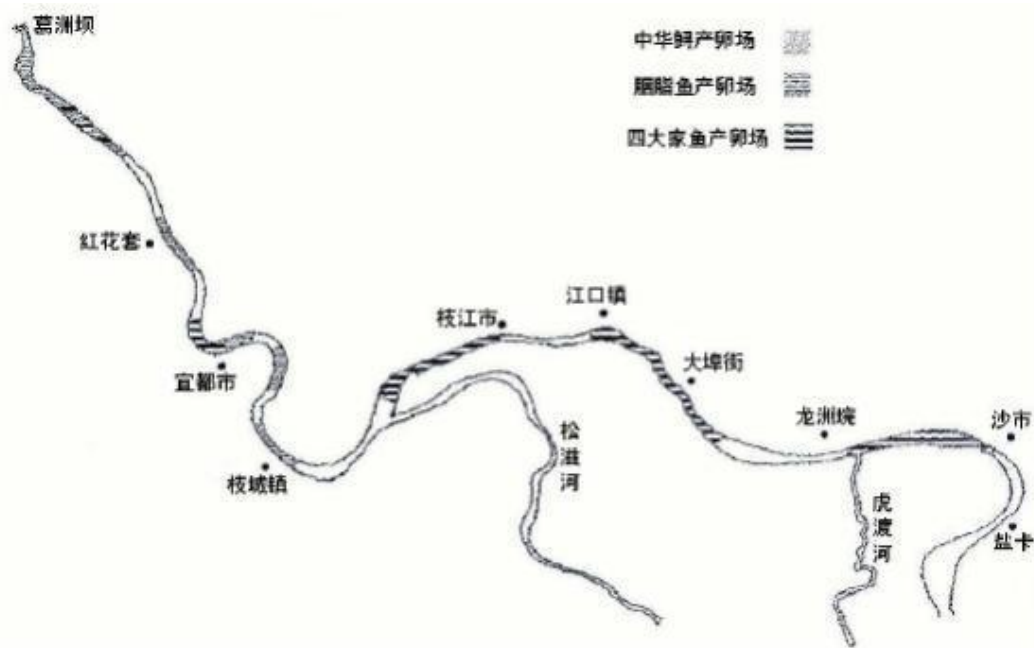 葛洲坝
中华鲟产卵场
胭脂鱼产卵场
四大家鱼产卵场
红花套
宜都市
枝城镇
枝江市
江口镇
大埠街
松滋河
龙洲垸
沙市
虎渡河
盐卡